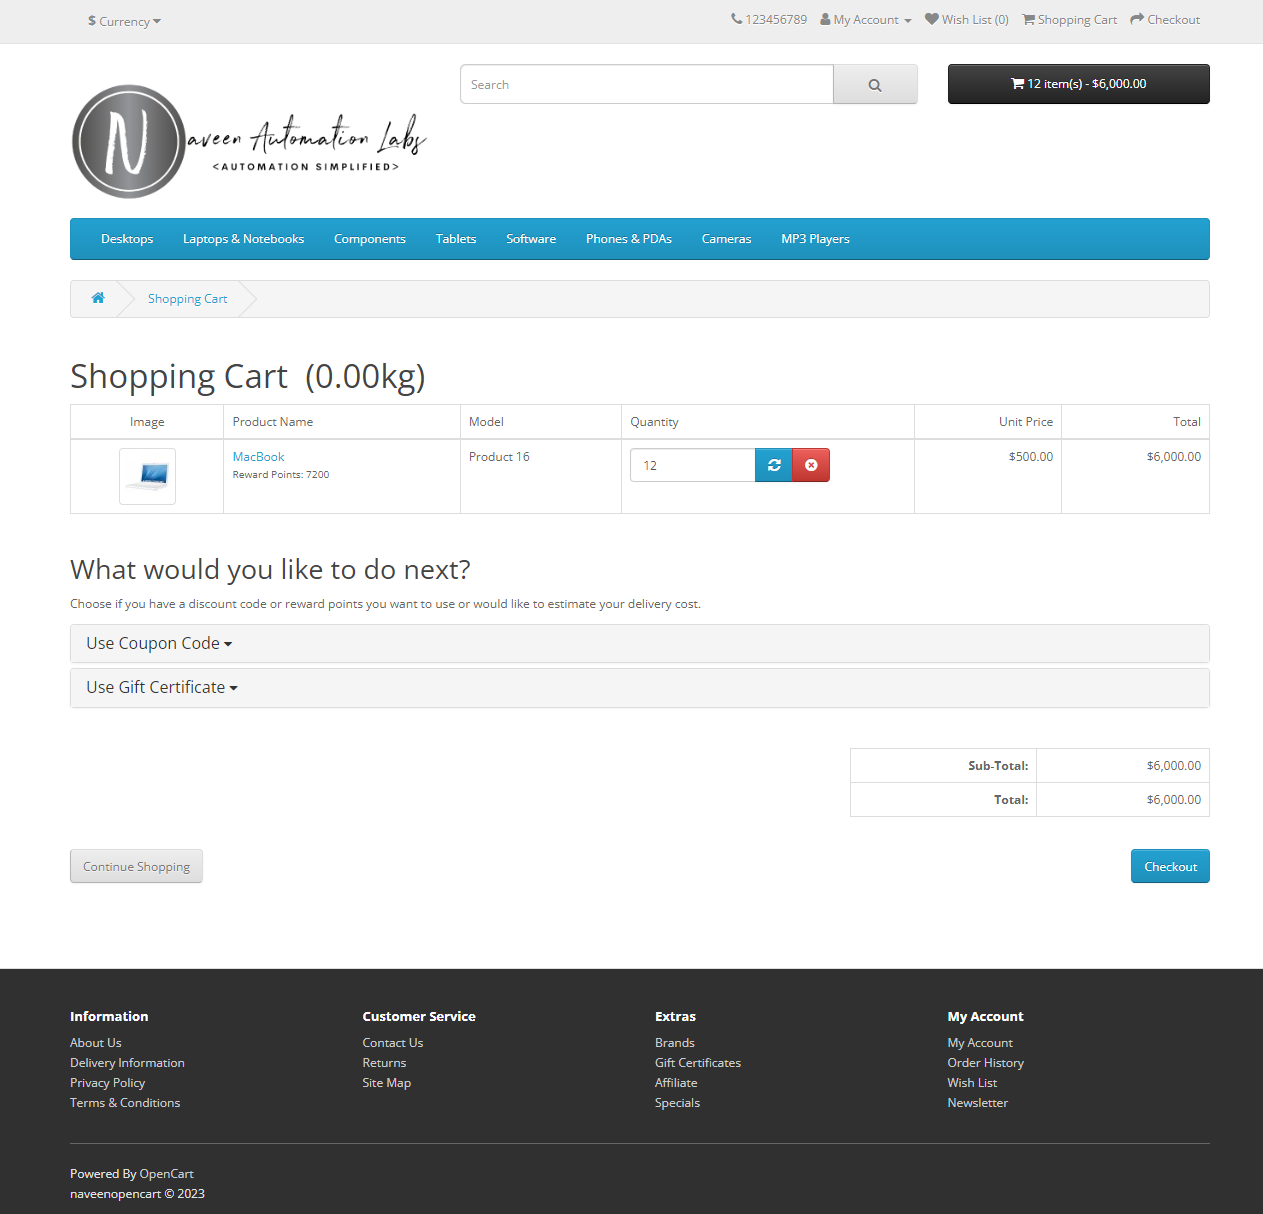 $ Currency
123456789 My Account Wish List (0) Shopping Cart Checkout
Search
12 item(s) - $6,000.00
N aveen Automation Labs
<AUTOMATION SIMPLIFIED>
Desktops Laptops & Notebooks Components Tablets Software Phones & PDAs Cameras MP3 Players
Shopping Cart
Shopping Cart (0.00kg)
Image Product Name Model Quantity Unit Price Total
MacBook Product 16 12 $500.00 $6,000.00
Reward Points: 7200
What would you like to do next?
Choose if you have a discount code or reward points you want to use or would like to estimate your delivery cost.
Use Coupon Code
Use Gift Certificate
Sub-Total: $6,000.00
Total: $6,000.00
Continue Shopping Checkout
Information
About Us
Delivery Information
Privacy Policy
Terms & Conditions
Customer Service
Contact Us
Returns
Site Map
Extras
Brands
Gift Certificates
Affiliate
Specials
My Account
My Account
Order History
Wish List
Newsletter
Powered By OpenCart
naveenopencart © 2023